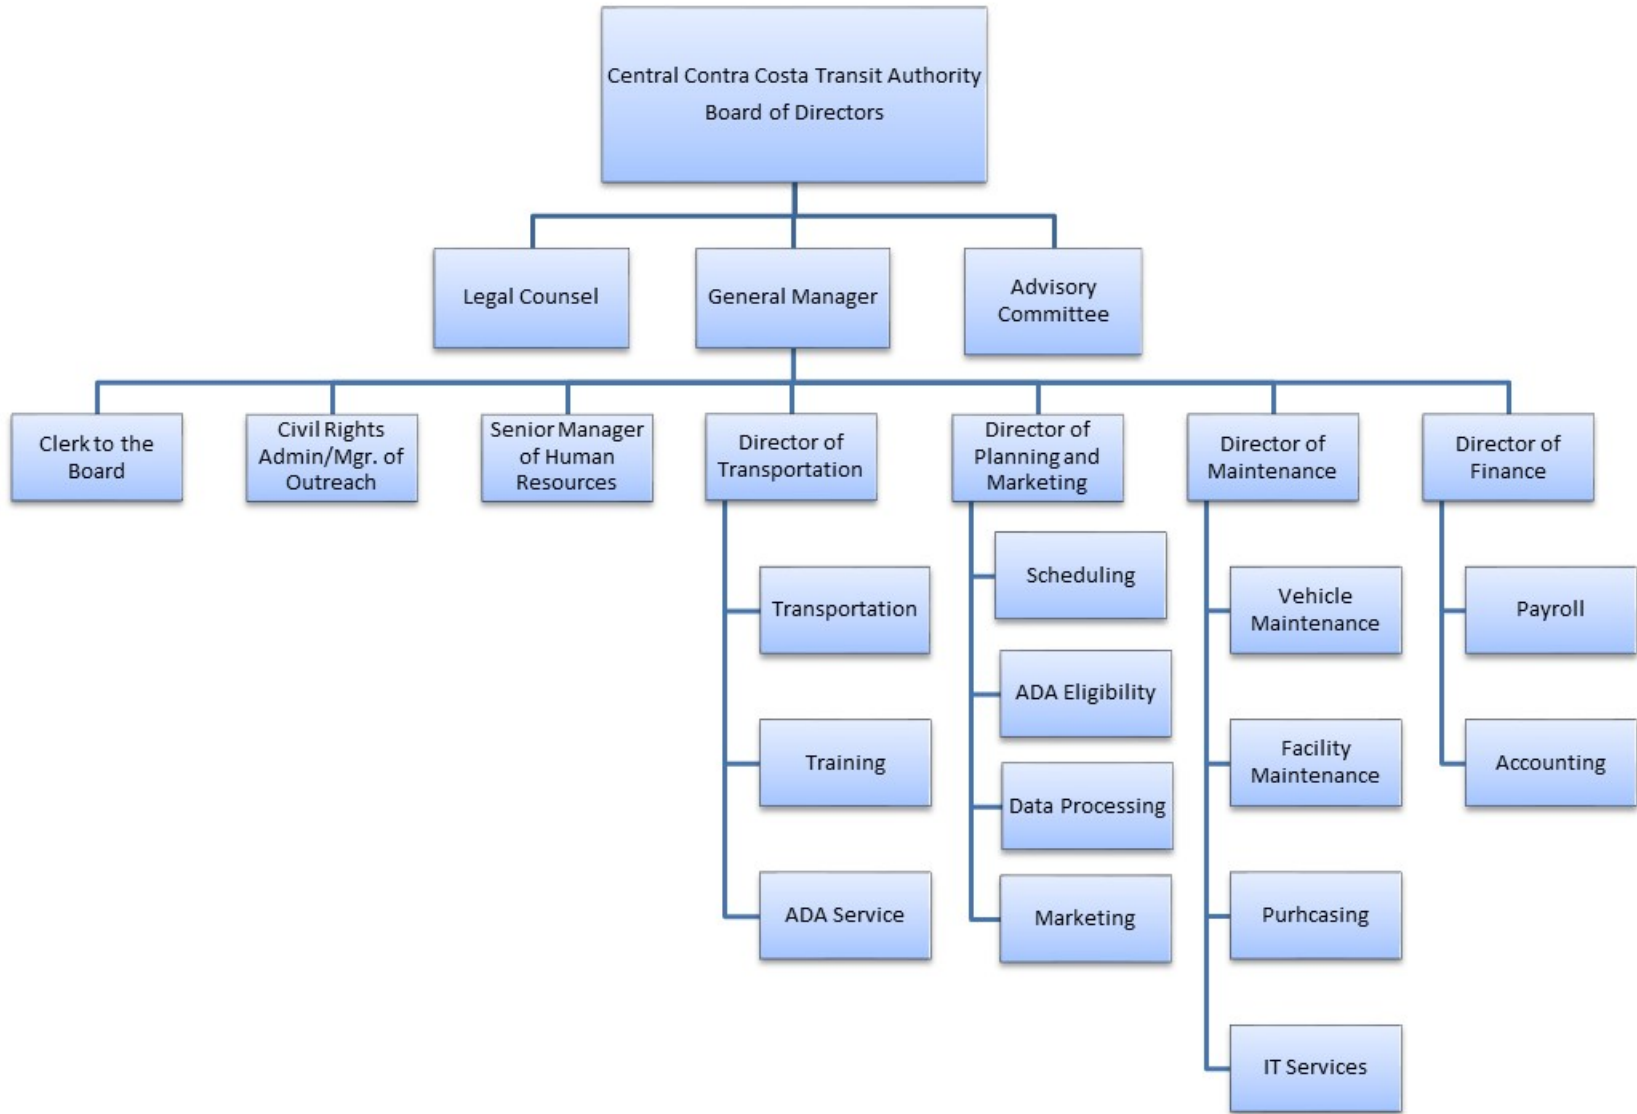 Central Contra Costa Transit Authority
Board of Directors
Legal Counsel
General Manager
Advisory
Committee
Clerk to the
Board
Civil Rights
Admin/Mgr. of
Outreach
Senior Manager
of Human
Resources
Director of
Transportation
Director of
Planning and
Marketing
Director of
Maintenance
Director of
Finance
Transportation
Training
ADA Service
Scheduling
ADA Eligibility
Data Processing
Marketing
Vehicle
Maintenance
Facility
Maintenance
Purhcasing
IT Services
Payroll
Accounting